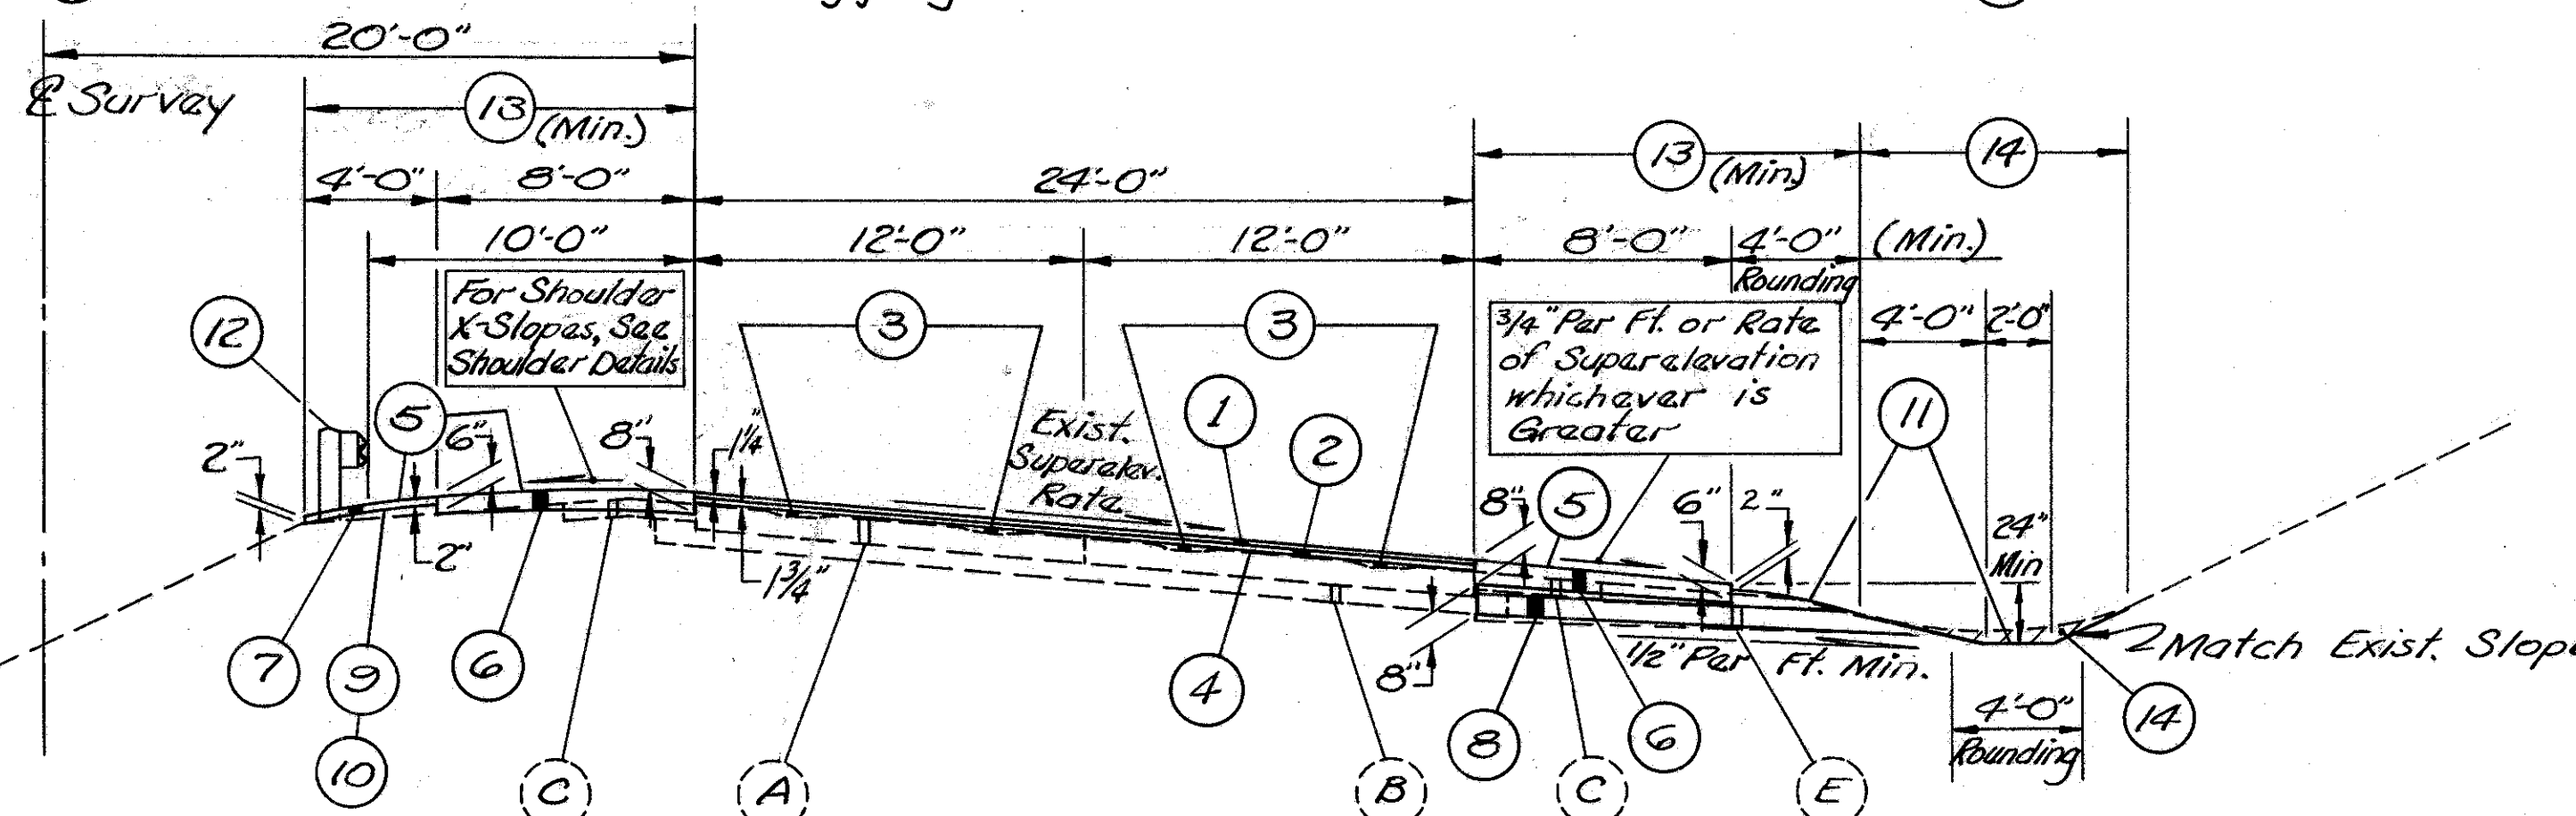 20'-0"
℄ Survey
13 (Min.)
13 (Min.)
14
4'-0" 8'-0" 24'-0"
10'-0" 12'-0" 12'-0" 8'-0" 4'-0" (Min.)
Rounding
For Shoulder
X-Slopes, See
Shoulder Details
3
3
3/4" Per Ft. or Rate
of Superelevation
whichever is
Greater
4'-0" 2'-0"
12
5
1
2
11
2" 6" 8" 1 1/4"
Exist.
Superelev.
Rate
8" 5 6" 2"
24"
Min
2" 1 3/4"
7 9 6
10
4
8"
1/2" Per Ft. Min.
Match Exist. Slope
8 6
4'-0"
Rounding
14
C A B C E